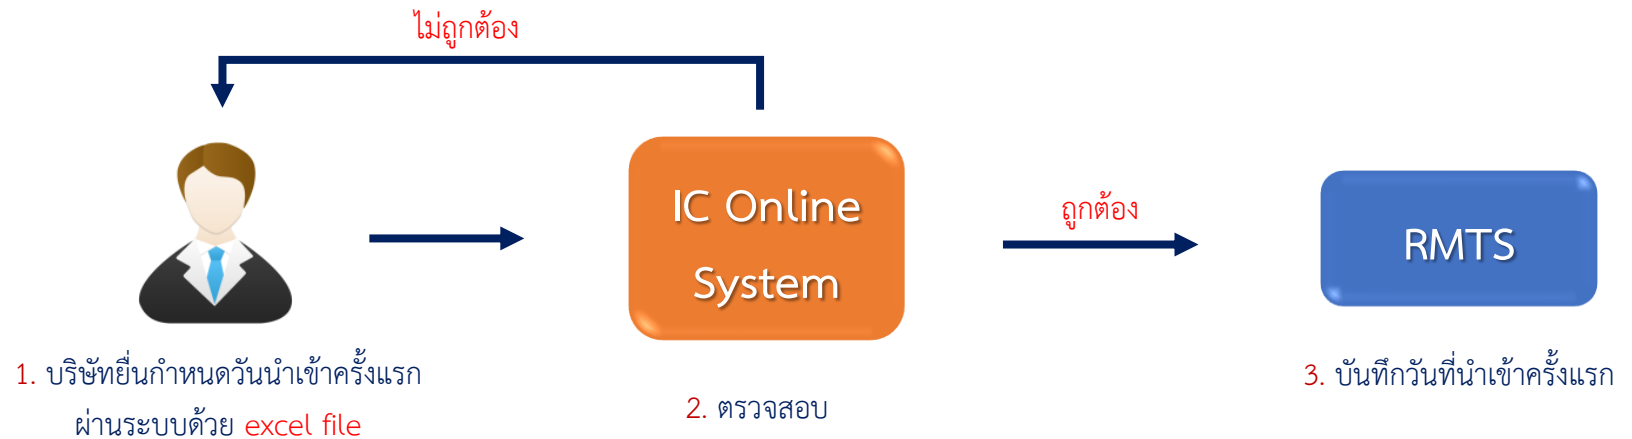 ไม่ถูกต้อง
IC Online
System
ถูกต้อง
RMTS
1. บริษัทยื่นกำหนดวันนำเข้าครั้งแรก
ผ่านระบบด้วย excel file
2. ตรวจสอบ
3. บันทึกวันที่นำเข้าครั้งแรก